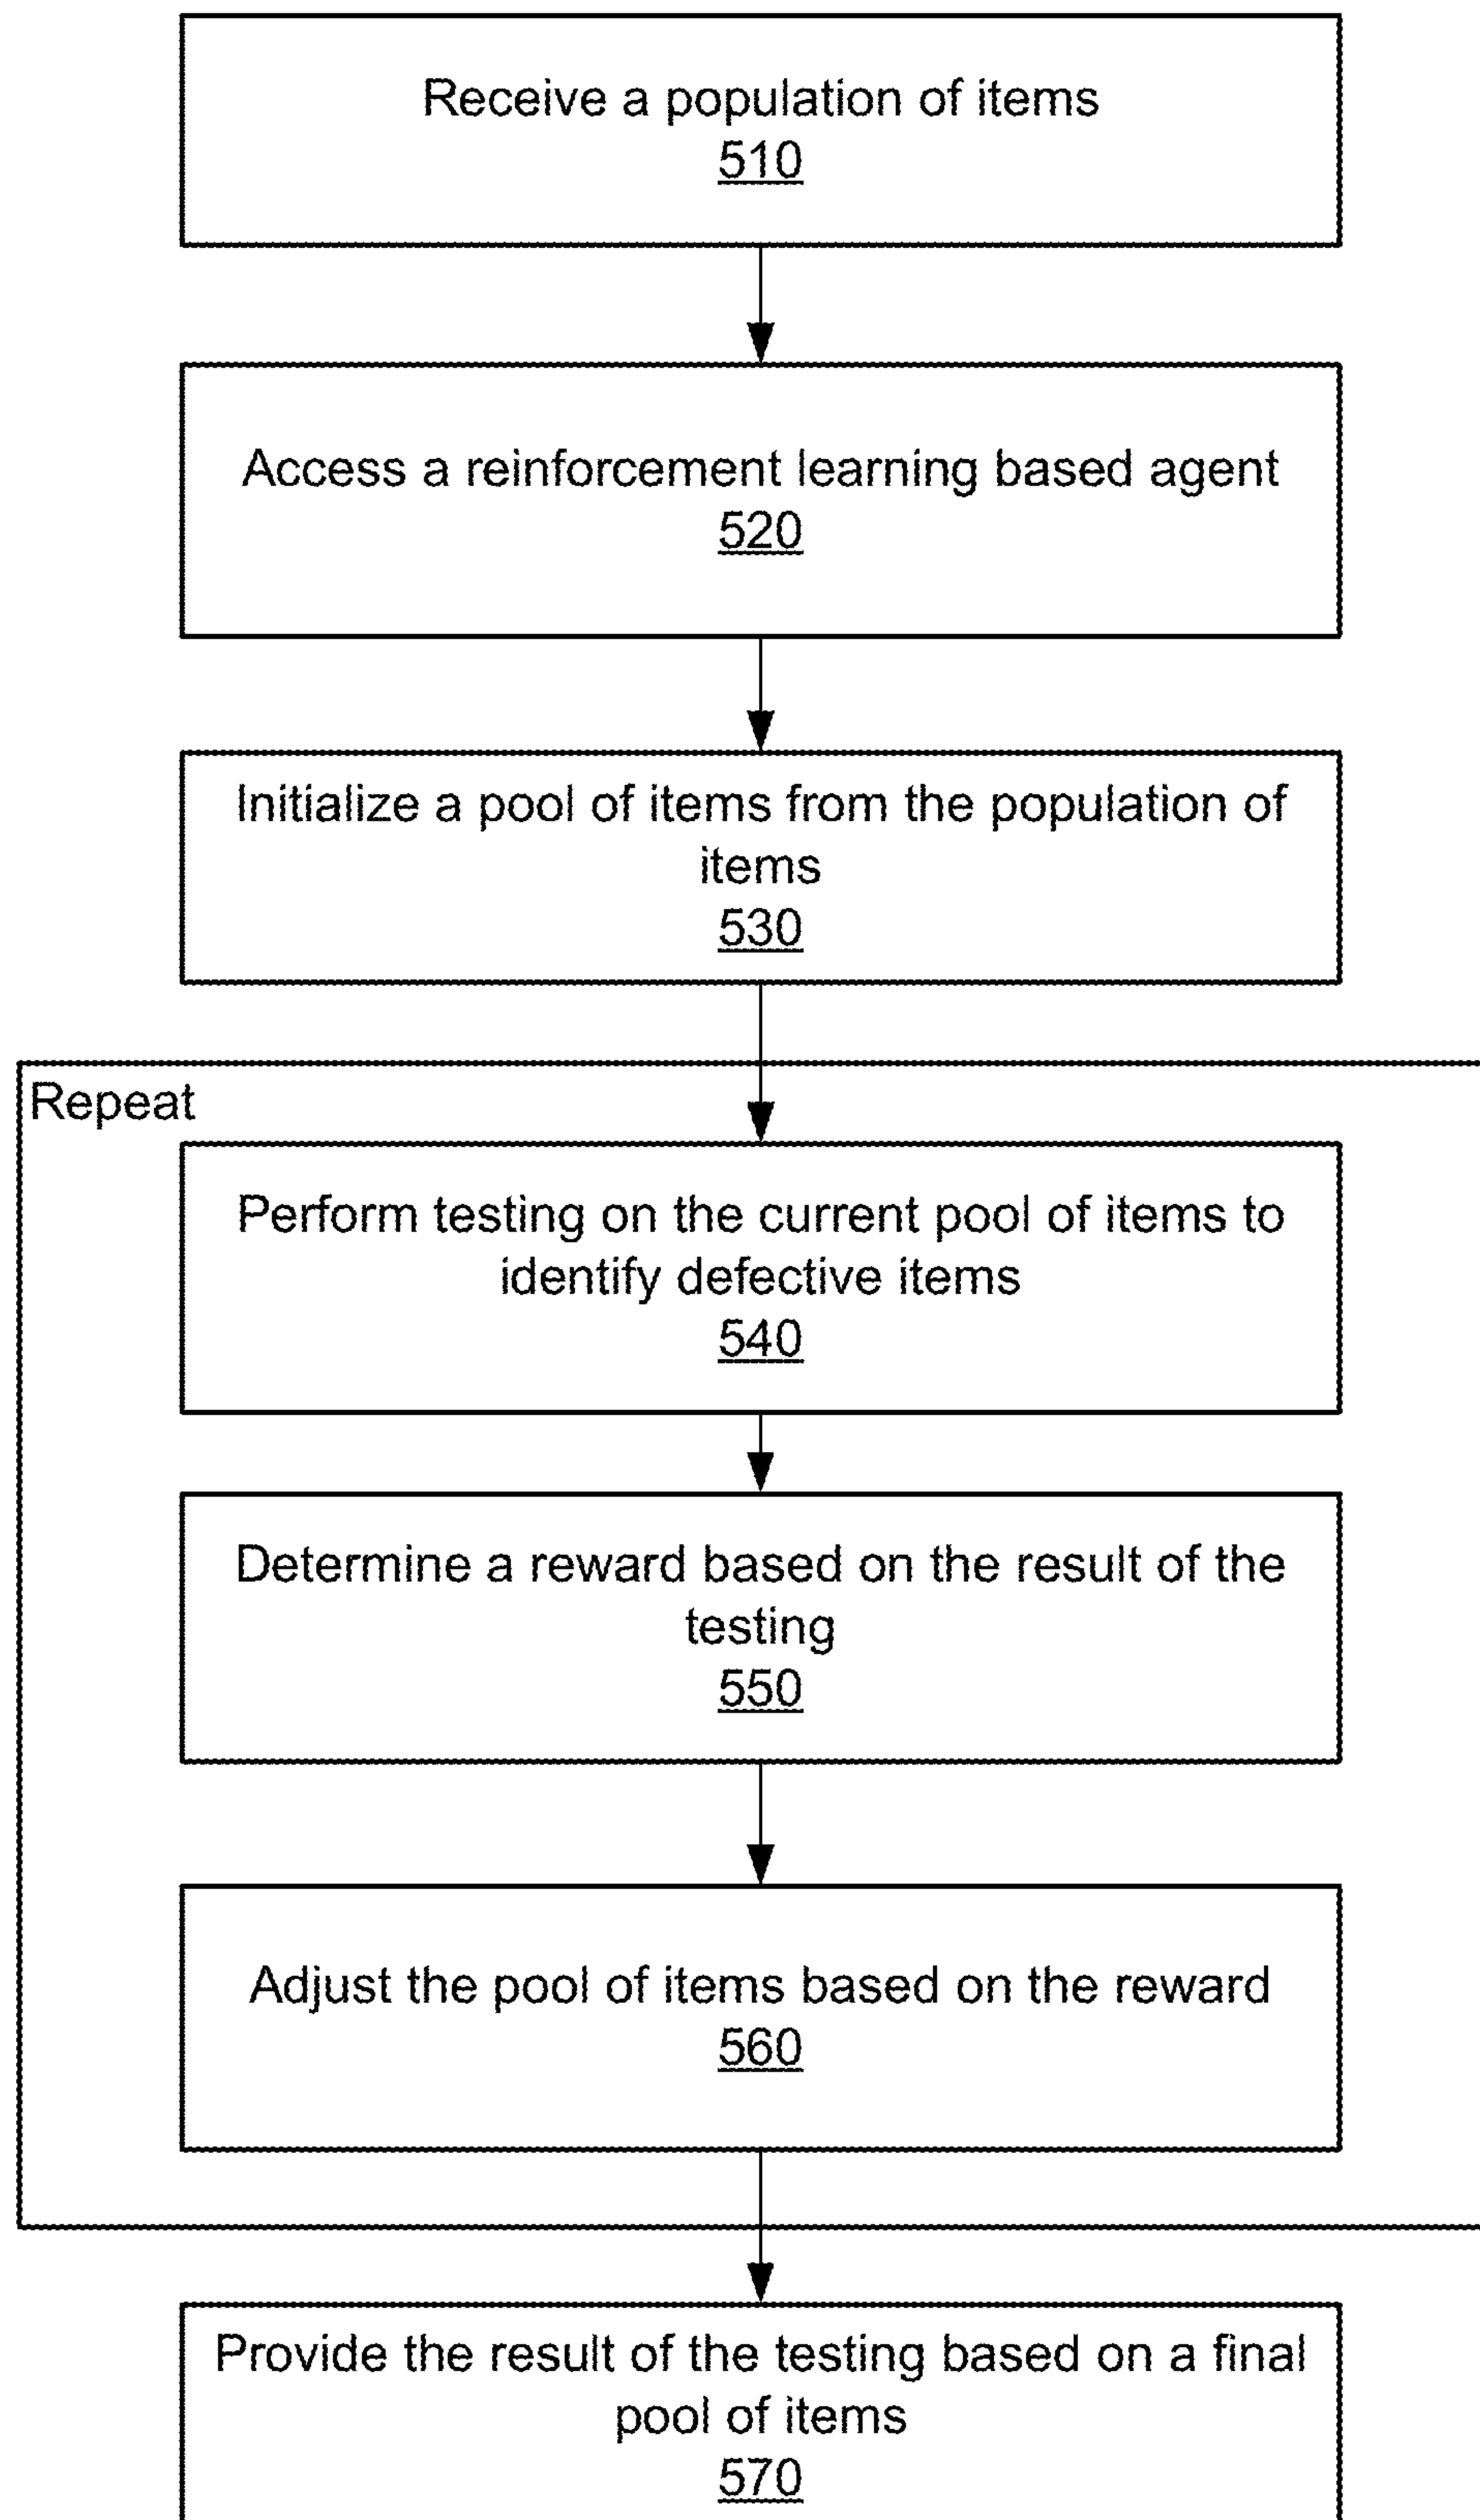 Receive a population of items
510
Access a reinforcement learning based agent
520
Initialize a pool of items from the population of
items
530
Repeat
Perform testing on the current pool of items to
identify defective items
540
Determine a reward based on the result of the
testing
550
Adjust the pool of items based on the reward
560
Provide the result of the testing based on a final
pool of items
570